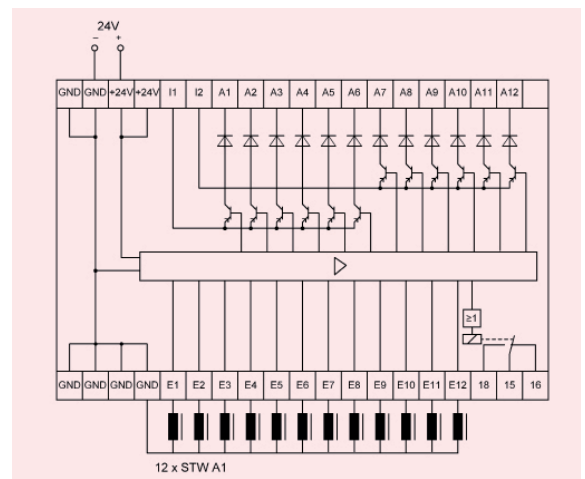 24V
− +
GND GND +24V +24V I1 I2 A1 A2 A3 A4 A5 A6 A7 A8 A9 A10 A11 A12
≥1
GND GND GND GND E1 E2 E3 E4 E5 E6 E7 E8 E9 E10 E11 E12 18 15 16
12 x STW A1